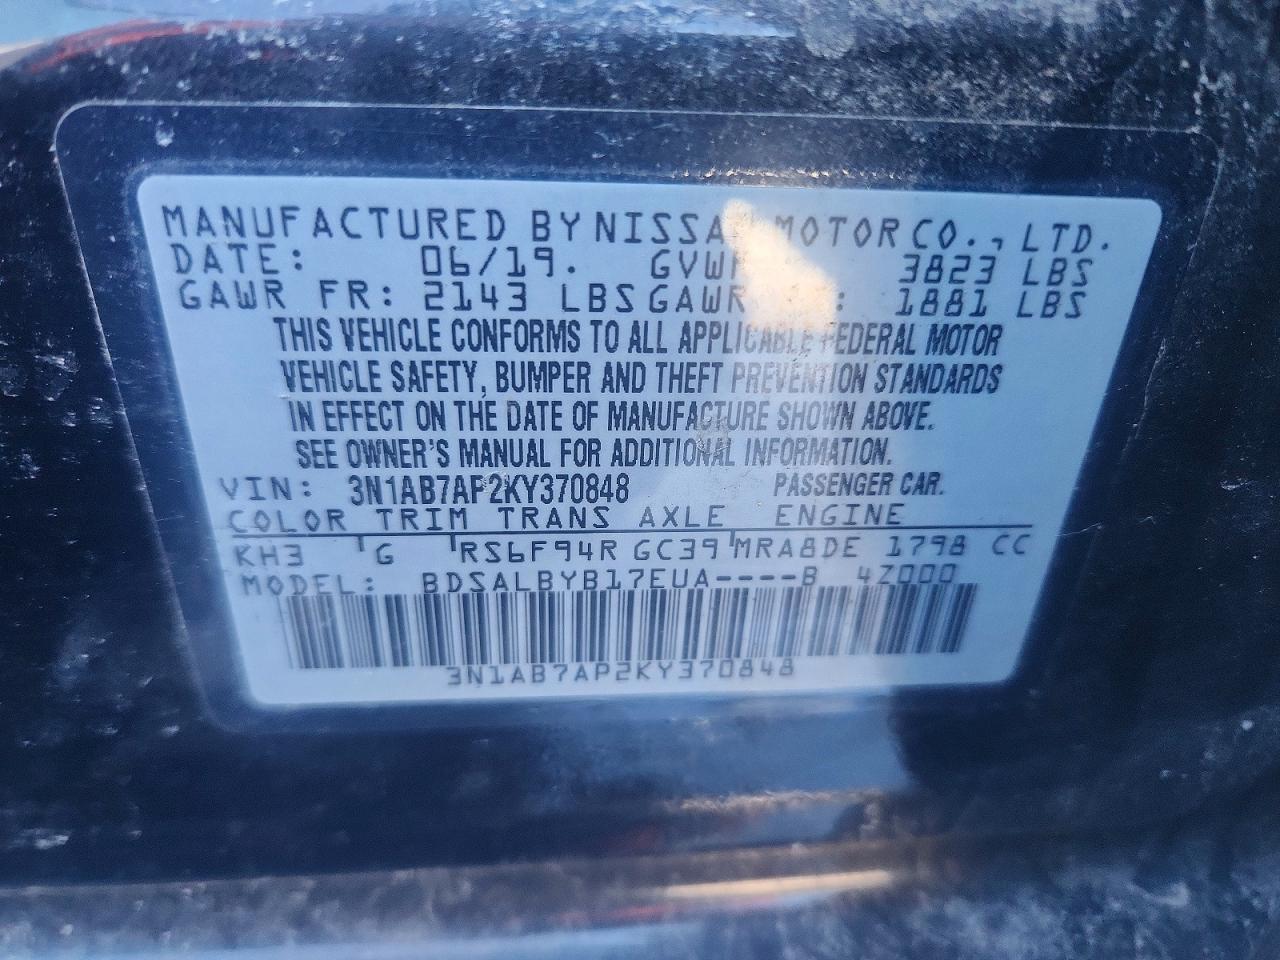 MANUFACTURED BY NISSAN MOTOR CO., LTD.
DATE: 06/19. GVWR 3823 LBS
GAWR FR: 2143 LBS GAWR 1881 LBS
THIS VEHICLE CONFORMS TO ALL APPLICABLE FEDERAL MOTOR
VEHICLE SAFETY, BUMPER AND THEFT PREVENTION STANDARDS
IN EFFECT ON THE DATE OF MANUFACTURE SHOWN ABOVE.
SEE OWNER'S MANUAL FOR ADDITIONAL INFORMATION.
VIN: 3N1AB7AP2KY370848 PASSENGER CAR.
COLOR TRIM TRANS AXLE ENGINE
KH3 G RS6F94R GC39 MRA8DE 1798 CC
MODEL: BDSALBYB17EUA----B 4Z000
3N1AB7AP2KY370848